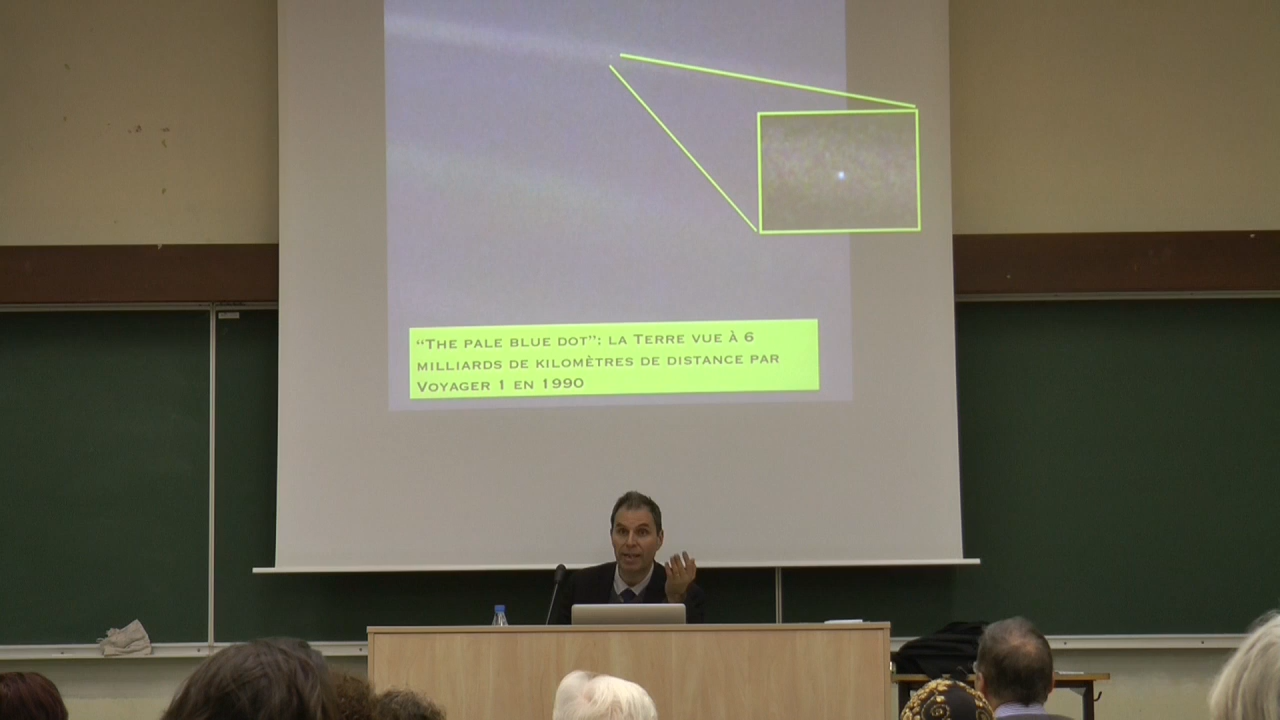 “THE PALE BLUE DOT”: LA TERRE VUE À 6
MILLIARDS DE KILOMÈTRES DE DISTANCE PAR
VOYAGER 1 EN 1990